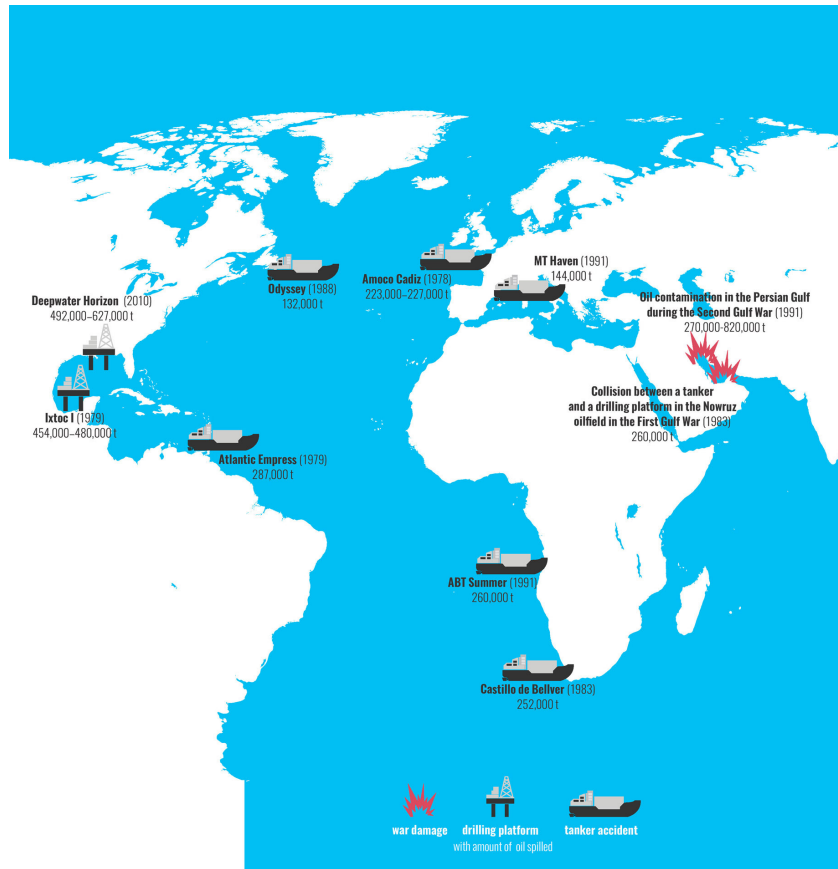 Odyssey (1988)
132,000 t
Amoco Cadiz (1978)
223,000–227,000 t
MT Haven (1991)
144,000 t
Deepwater Horizon (2010)
492,000–627,000 t
Oil contamination in the Persian Gulf
during the Second Gulf War (1991)
270,000-820,000 t
Collision between a tanker
and a drilling platform in the Nowruz
oilfield in the First Gulf War (1983)
260,000 t
Ixtoc I (1979)
454,000–480,000 t
Atlantic Empress (1979)
287,000 t
ABT Summer (1991)
260,000 t
Castillo de Bellver (1983)
252,000 t
war damage
drilling platform
with amount of oil spilled
tanker accident